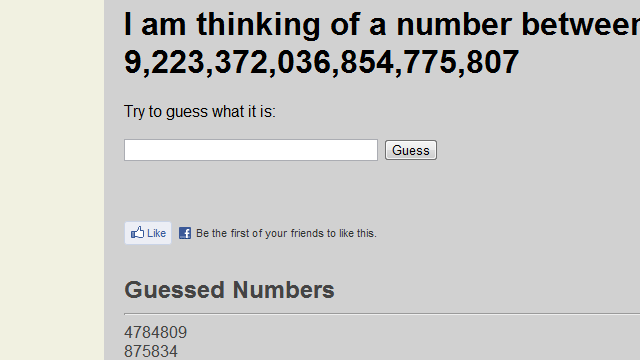 I am thinking of a number between
9,223,372,036,854,775,807
Try to guess what it is:
Guess
Like Be the first of your friends to like this.
Guessed Numbers
4784809
875834